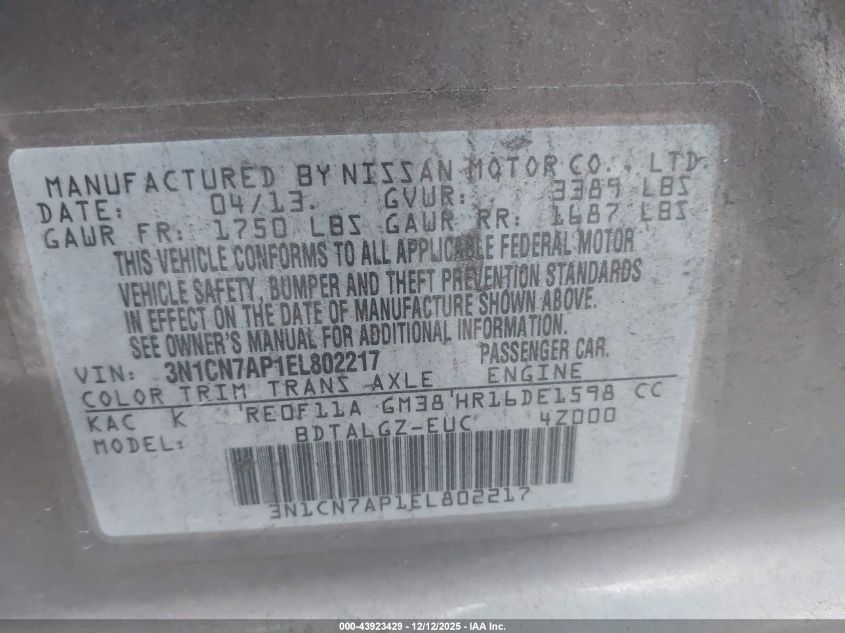 MANUFACTURED BY NISSAN MOTOR CO., LTD.
DATE: 04/13. GVWR: 3389 LBS
GAWR FR: 1750 LBS GAWR RR: 1687 LBS
THIS VEHICLE CONFORMS TO ALL APPLICABLE FEDERAL MOTOR
VEHICLE SAFETY, BUMPER AND THEFT PREVENTION STANDARDS
IN EFFECT ON THE DATE OF MANUFACTURE SHOWN ABOVE.
SEE OWNER'S MANUAL FOR ADDITIONAL INFORMATION.
VIN: 3N1CN7AP1EL802217 PASSENGER CAR.
COLOR TRIM TRANS AXLE ENGINE
KAC K RE0F11A GM38 HR16DE1598 CC
MODEL: BDTALGZ-EUC 4Z000
3N1CN7AP1EL802217
000-43923429 - 12/12/2025 - IAA Inc.